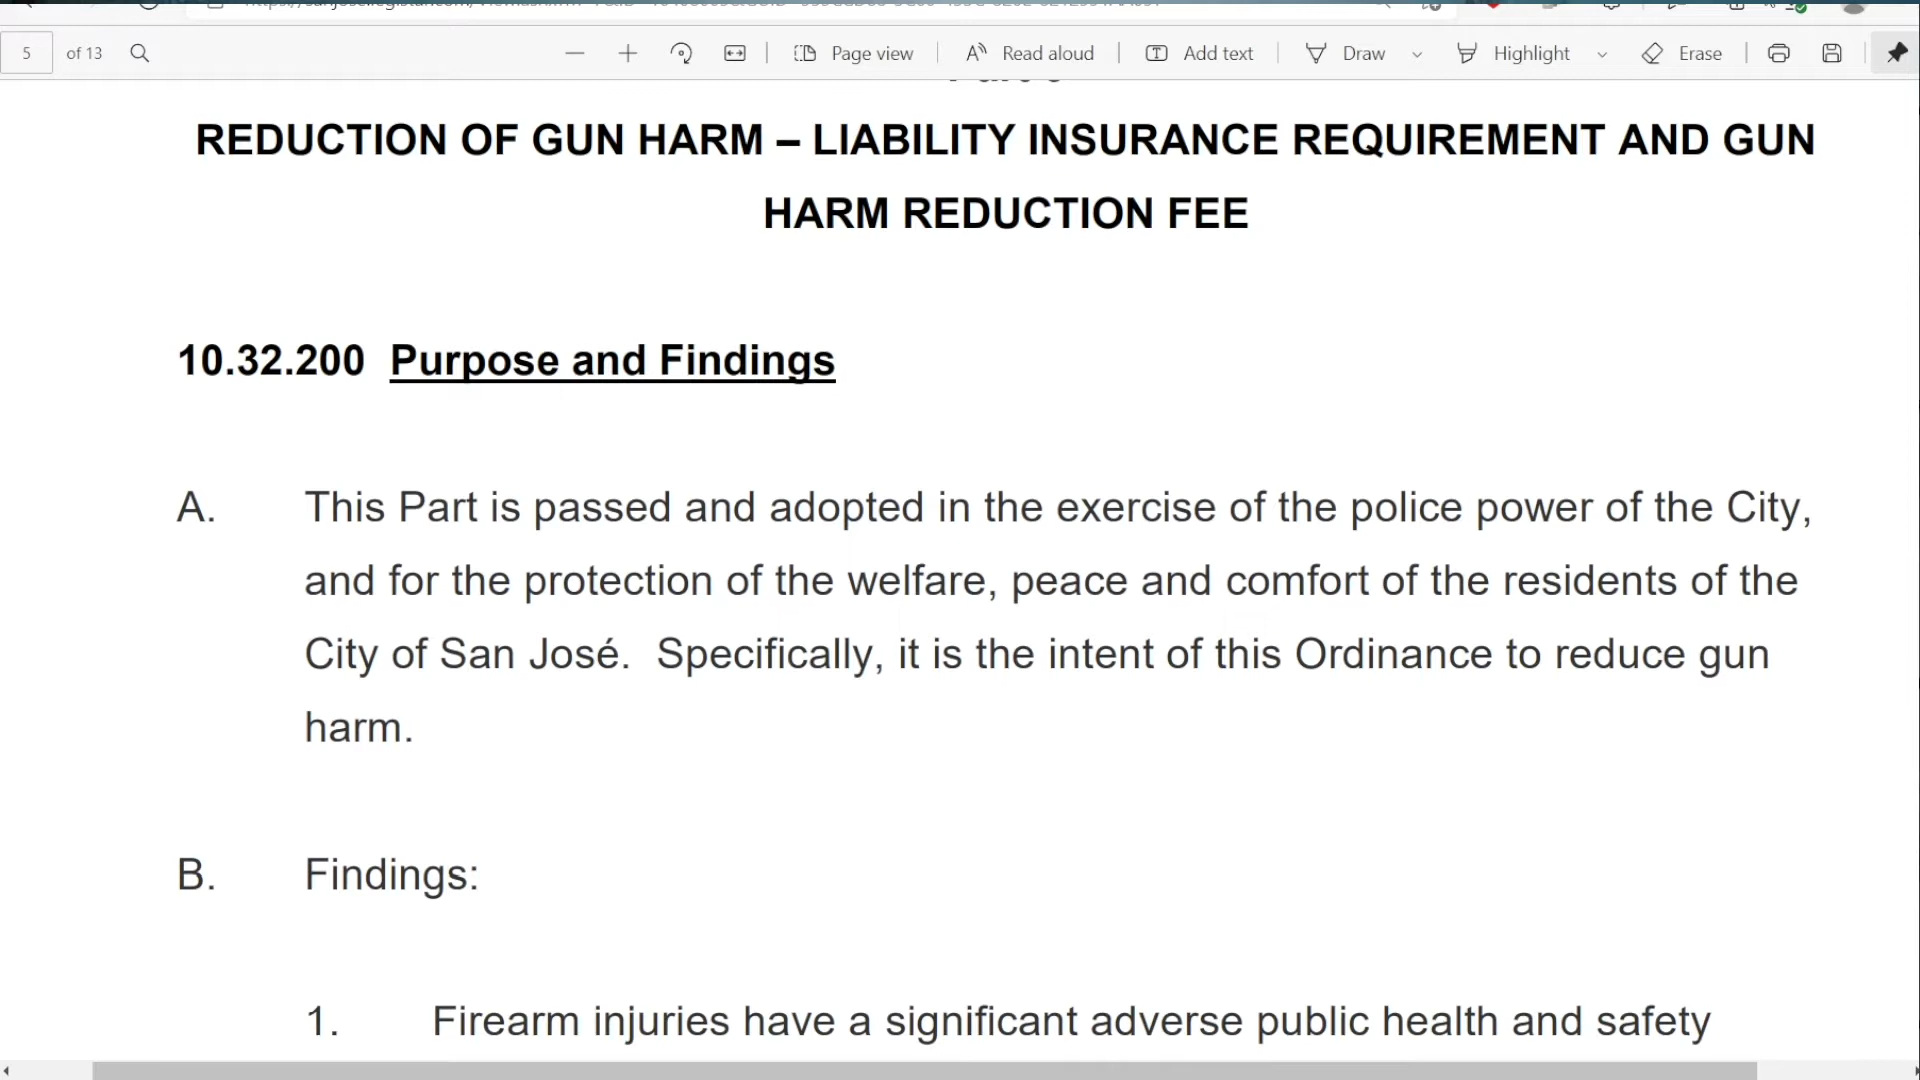 5 of 13 Page view Read aloud Add text Draw Highlight Erase
REDUCTION OF GUN HARM – LIABILITY INSURANCE REQUIREMENT AND GUN
HARM REDUCTION FEE
10.32.200 Purpose and Findings
A. This Part is passed and adopted in the exercise of the police power of the City,
and for the protection of the welfare, peace and comfort of the residents of the
City of San José. Specifically, it is the intent of this Ordinance to reduce gun
harm.
B. Findings:
1. Firearm injuries have a significant adverse public health and safety